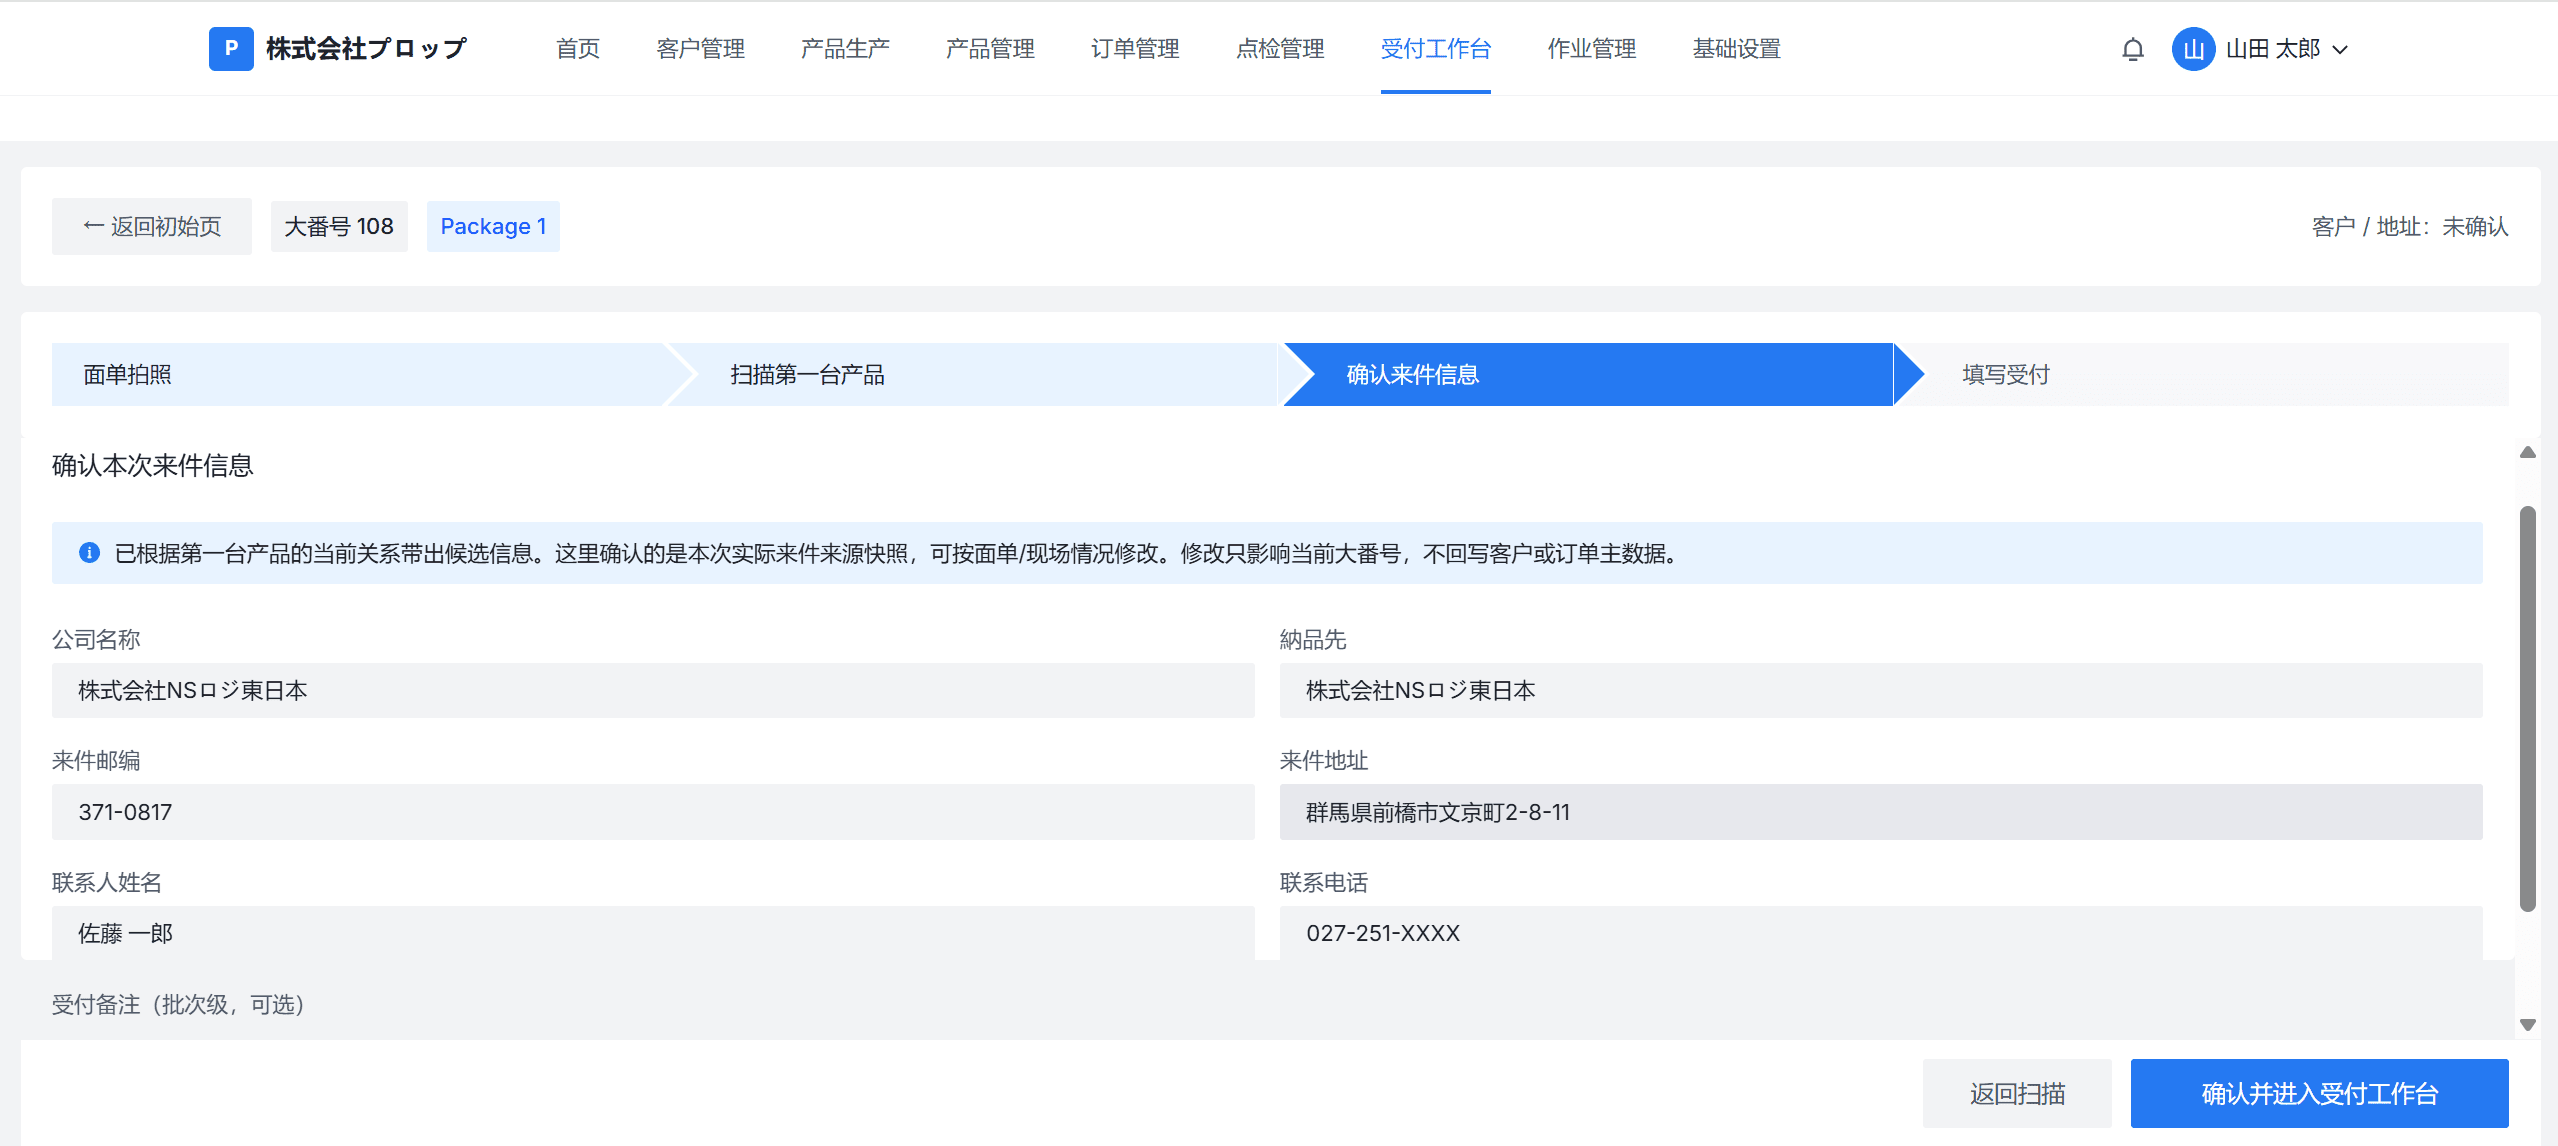 P 株式会社プロップ 首页 客户管理 产品生产 产品管理 订单管理 点检管理 受付工作台 作业管理 基础设置 山 山田 太郎
← 返回初始页 大番号 108 Package 1 客户 / 地址：未确认
面单拍照 扫描第一台产品 确认来件信息 填写受付
确认本次来件信息
已根据第一台产品的当前关系带出候选信息。这里确认的是本次实际来件来源快照，可按面单/现场情况修改。修改只影响当前大番号，不回写客户或订单主数据。
公司名称 納品先
株式会社NSロジ東日本 株式会社NSロジ東日本
来件邮编 来件地址
371-0817 群馬県前橋市文京町2-8-11
联系人姓名 联系电话
佐藤 一郎 027-251-XXXX
受付备注（批次级，可选）
返回扫描 确认并进入受付工作台